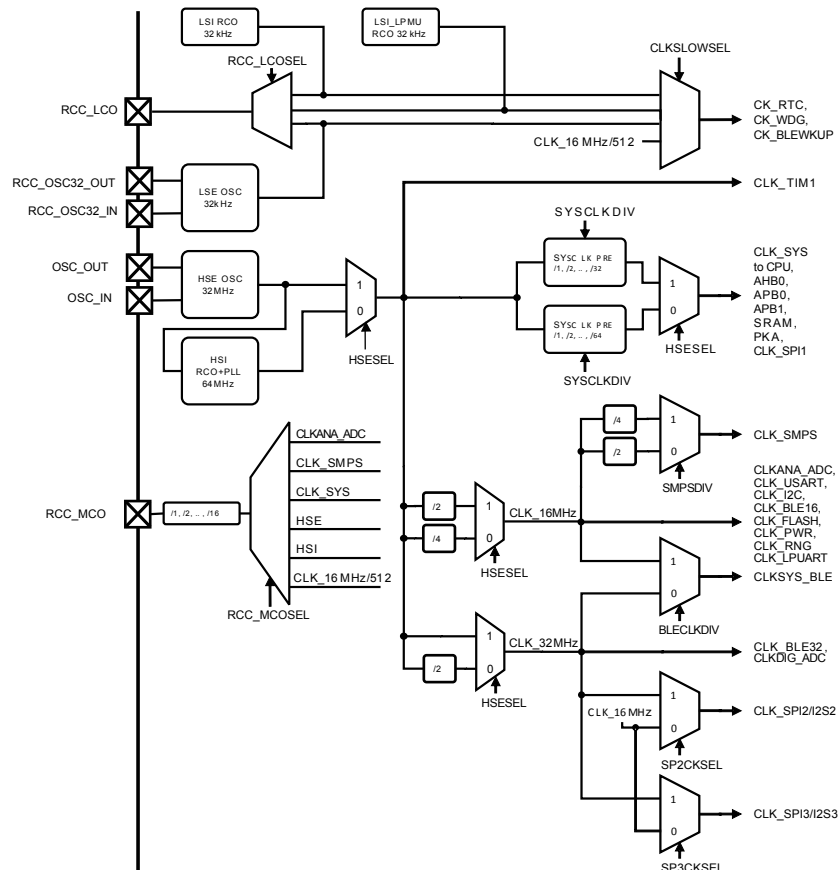 LSI RCO
32 kHz
LSI_LPMU
RCO 32 kHz
RCC_LCOSEL
CLKSLOWSEL
RCC_LCO
CK_RTC,
CK_WDG,
CK_BLEWKUP
CLK_16 MHz/512
RCC_OSC32_OUT
RCC_OSC32_IN
LSE OSC
32kHz
CLK_TIM1
SYSCLKDIV
OSC_OUT
OSC_IN
HSE OSC
32MHz
1
0
HSESEL
SYSC LK PRE
/1, /2, .. , /32
SYSC LK PRE
/1, /2, .. , /64
SYSCLKDIV
1
0
HSESEL
CLK_SYS
to CPU,
AHB0,
APB0,
APB1,
SRAM,
PKA,
CLK_SPI1
HSI
RCO+PLL
64MHz
RCC_MCO
/1, /2, .. , /16
CLKANA_ADC
CLK_SMPS
CLK_SYS
HSE
HSI
CLK_16 MHz/512
RCC_MCOSEL
/4
/2
1
0
SMPSDIV
CLK_SMPS
/2
/4
1
0
HSESEL
CLK_16MHz
CLKANA_ADC,
CLK_USART,
CLK_I2C,
CLK_BLE16,
CLK_FLASH,
CLK_PWR,
CLK_RNG
CLK_LPUART
1
0
BLECLKDIV
CLKSYS_BLE
/2
1
0
HSESEL
CLK_32MHz
CLK_BLE32,
CLKDIG_ADC
CLK_16 MHz
1
0
SP2CKSEL
CLK_SPI2/I2S2
1
0
SP3CKSEL
CLK_SPI3/I2S3